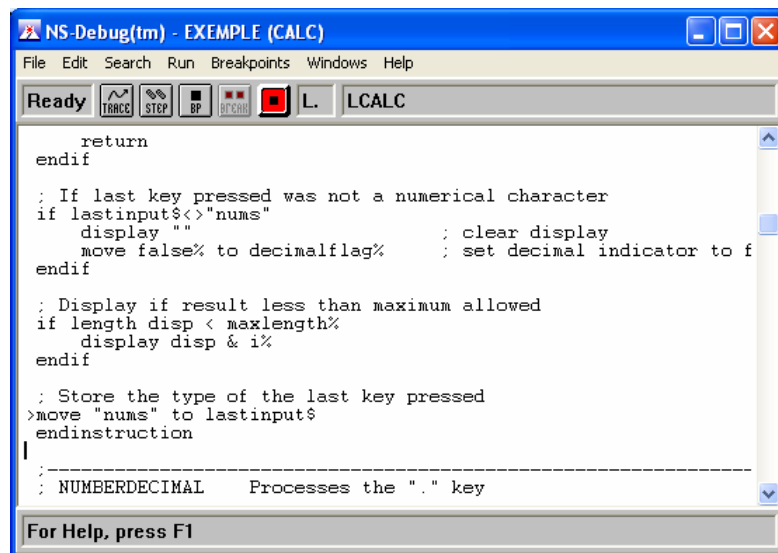 NS-Debug(tm) - EXEMPLE (CALC)
File Edit Search Run Breakpoints Windows Help
Ready TRACE STEP BP BREAK L. LCALC
return
endif
; If last key pressed was not a numerical character
if lastinput$<>"nums"
display "" ; clear display
move false% to decimalflag% ; set decimal indicator to f
endif
; Display if result less than maximum allowed
if length disp < maxlength%
display disp & i%
endif
; Store the type of the last key pressed
>move "nums" to lastinput$
endinstruction
;--------------------------------------------------------------------
; NUMBERDECIMAL Processes the "." key
For Help, press F1